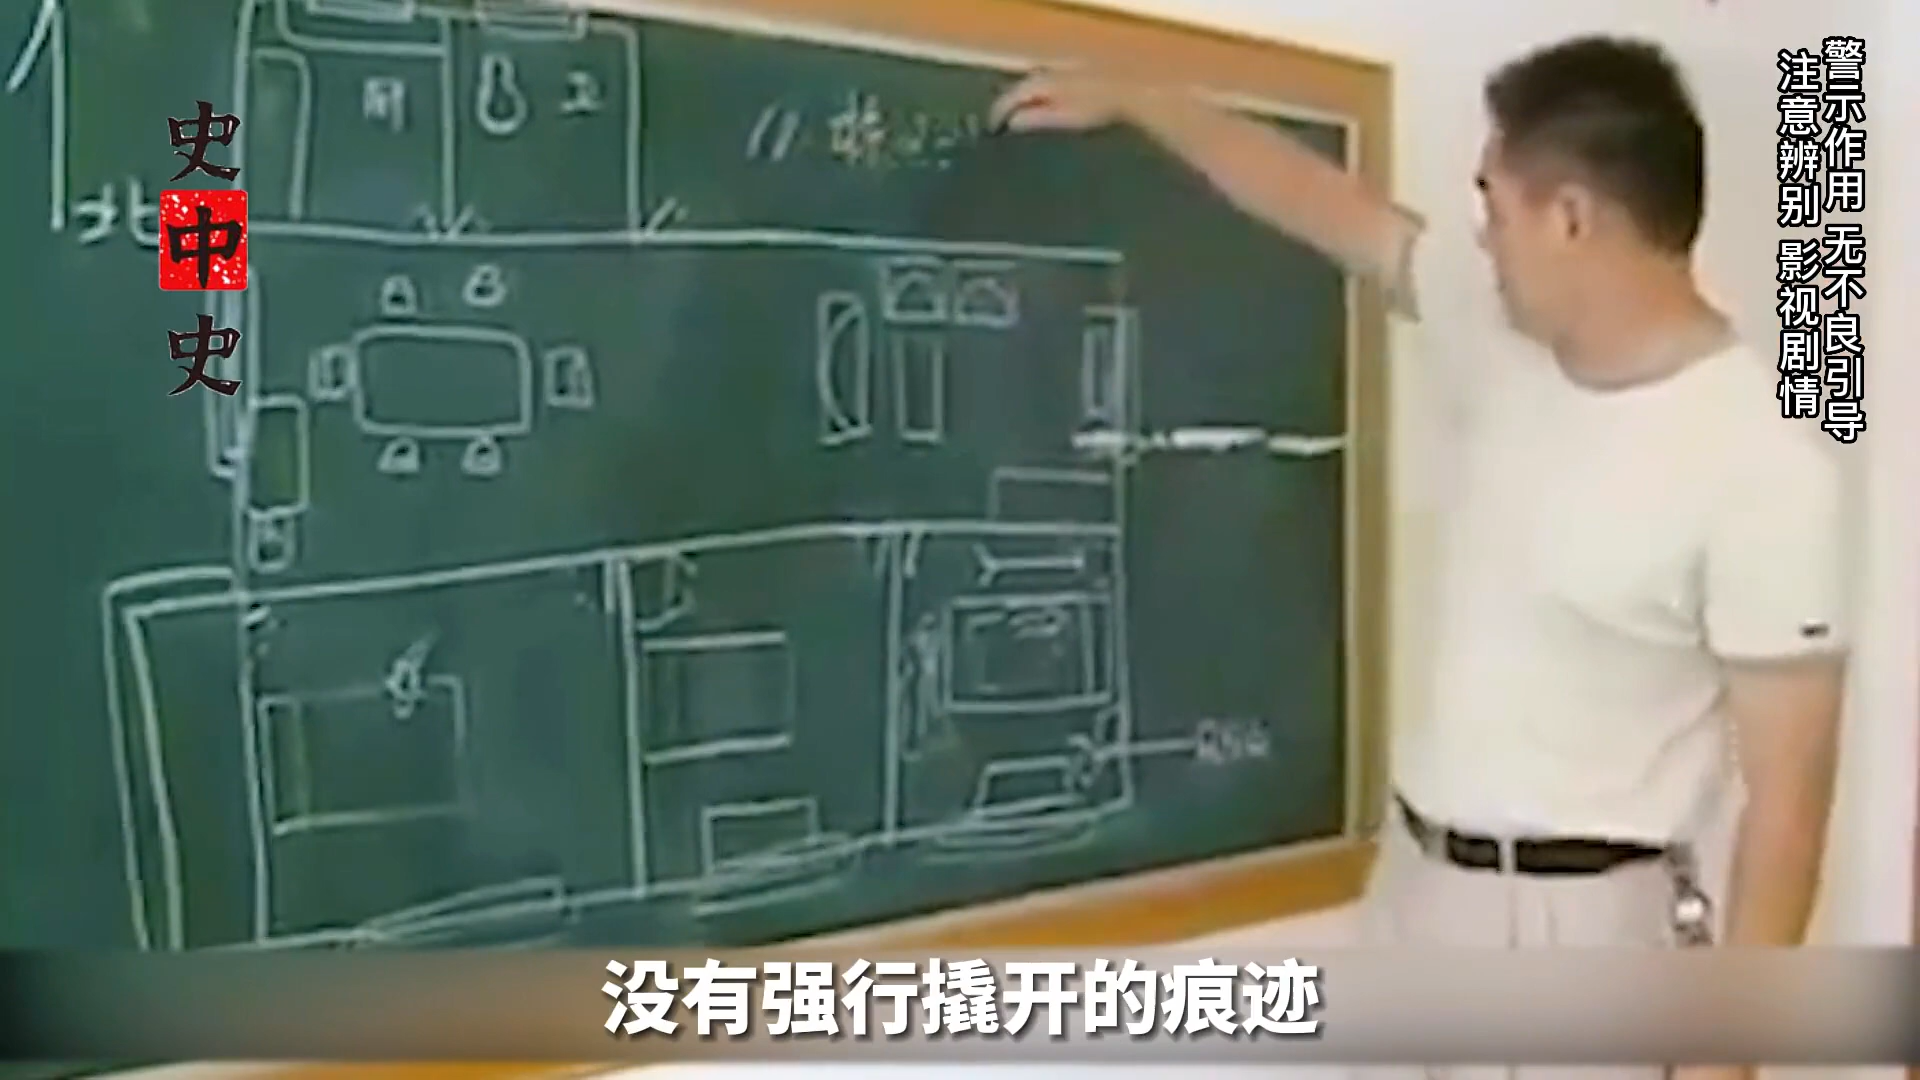 史
中
史
警示作用 无不良引导
注意辨别 影视剧情
北
厨
卫
没有强行撬开的痕迹